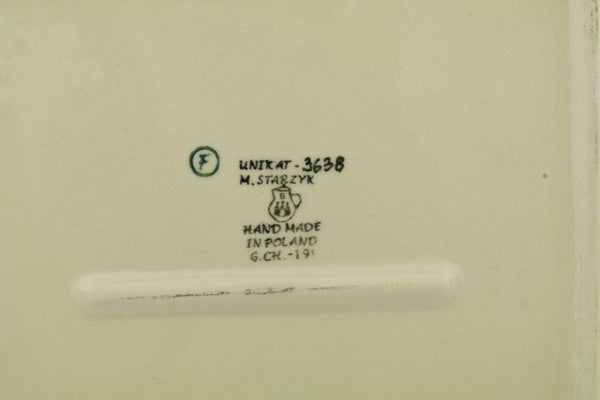 F
UNIKAT - 3638
M. STARZYK
B
HAND MADE
IN POLAND
G.CH. - 19